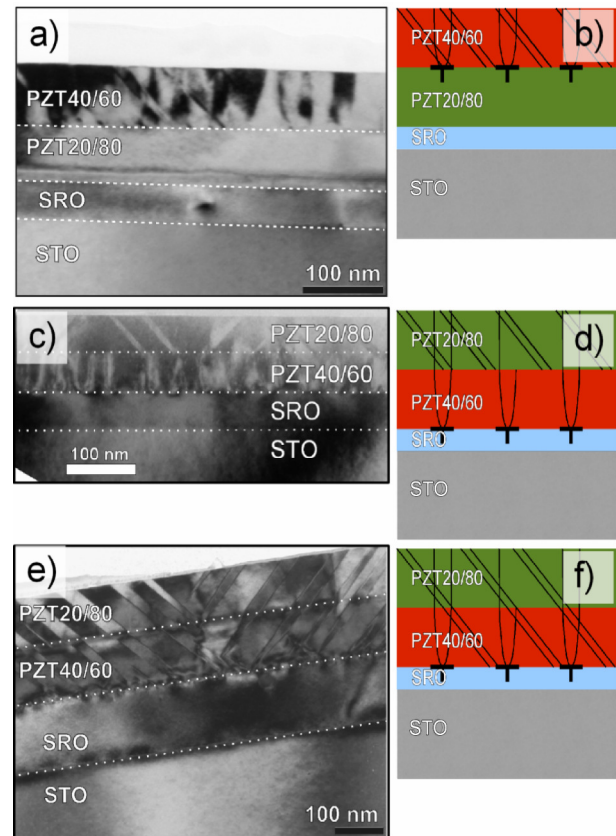 a)
PZT40/60
PZT20/80
SRO
STO
100 nm
b)
PZT40/60
PZT20/80
SRO
STO
c)
PZT20/80
PZT40/60
SRO
STO
100 nm
d)
PZT20/80
PZT40/60
SRO
STO
e)
PZT20/80
PZT40/60
SRO
STO
100 nm
f)
PZT20/80
PZT40/60
SRO
STO